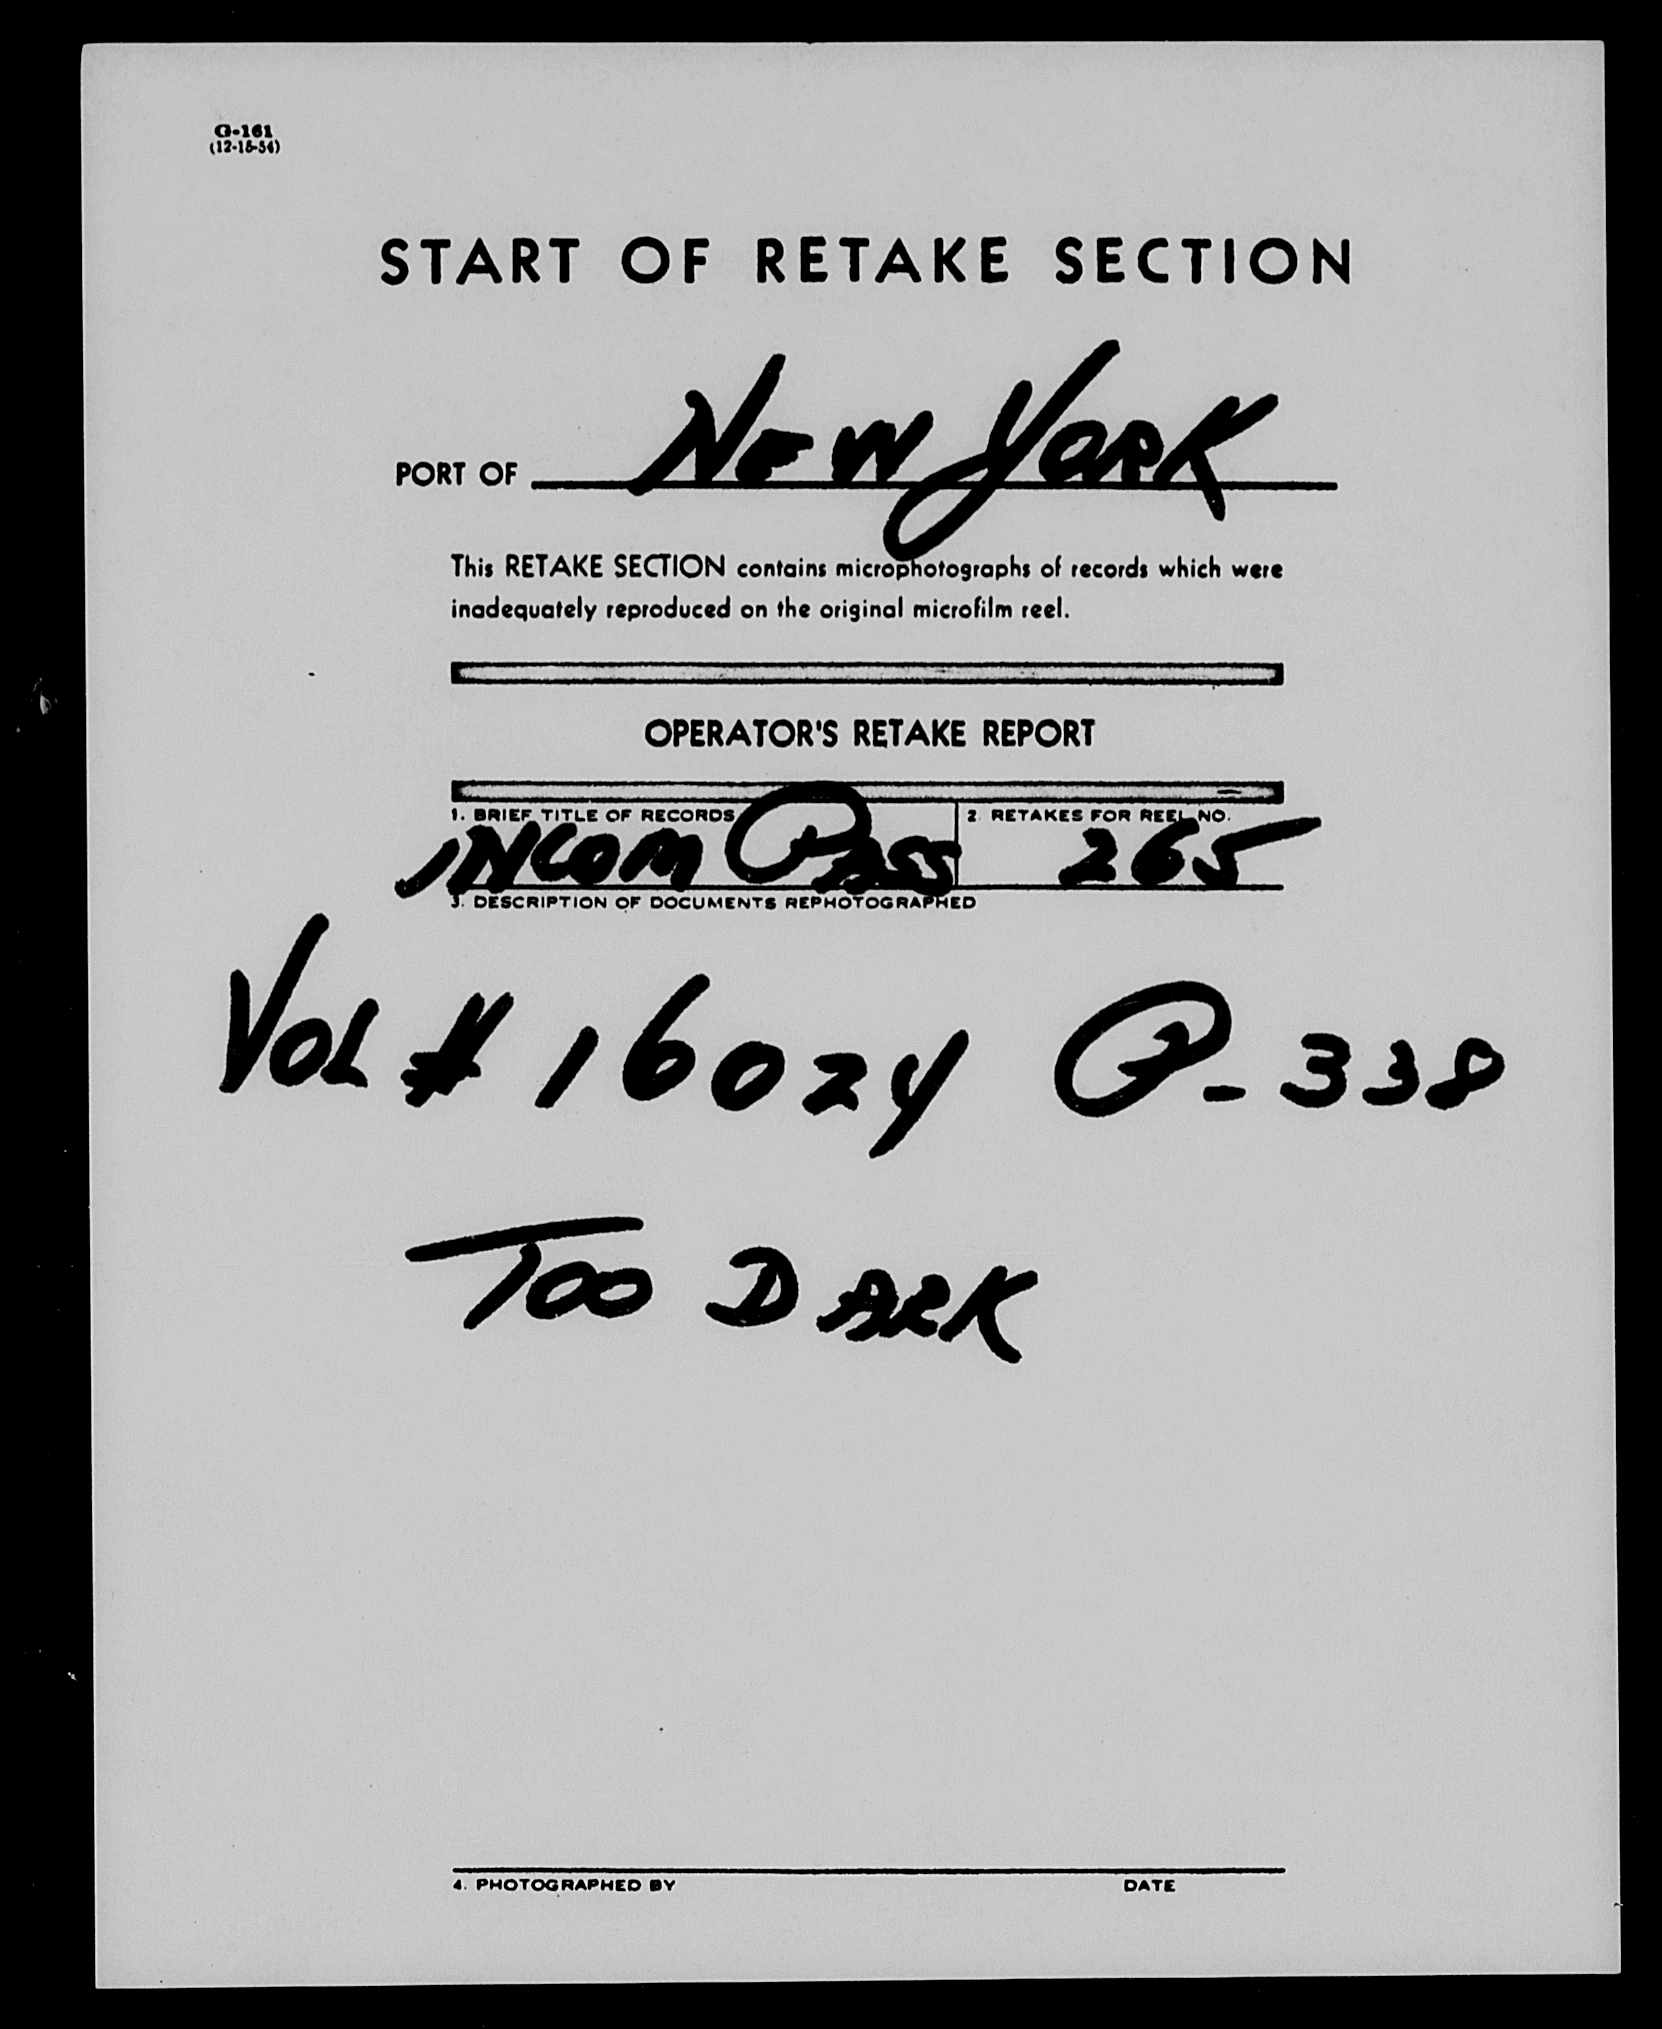 G-161
(12-15-54)
START OF RETAKE SECTION
PORT OF NEW YORK
This RETAKE SECTION contains microphotographs of records which were
inadequately reproduced on the original microfilm reel.
OPERATOR'S RETAKE REPORT
1. BRIEF TITLE OF RECORDS 2. RETAKES FOR REEL NO.
INCOM PASS 265
3. DESCRIPTION OF DOCUMENTS REPHOTOGRAPHED
VOL # 16024 P-338
TOO DARK
4. PHOTOGRAPHED BY DATE